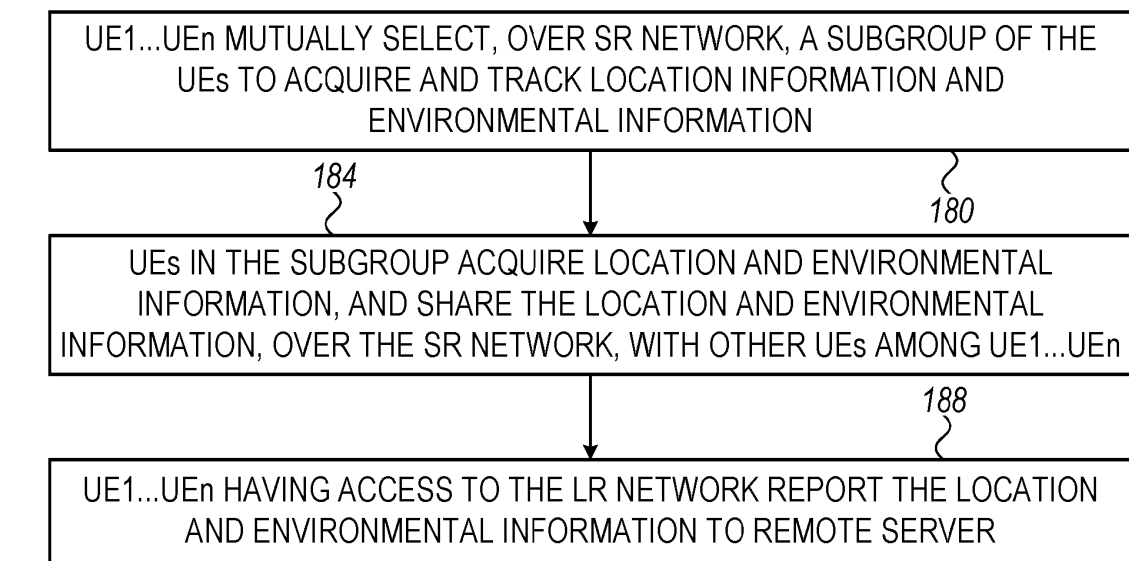 UE1...UEn MUTUALLY SELECT, OVER SR NETWORK, A SUBGROUP OF THE
UEs TO ACQUIRE AND TRACK LOCATION INFORMATION AND
ENVIRONMENTAL INFORMATION
184
180
UEs IN THE SUBGROUP ACQUIRE LOCATION AND ENVIRONMENTAL
INFORMATION, AND SHARE THE LOCATION AND ENVIRONMENTAL
INFORMATION, OVER THE SR NETWORK, WITH OTHER UEs AMONG UE1...UEn
188
UE1...UEn HAVING ACCESS TO THE LR NETWORK REPORT THE LOCATION
AND ENVIRONMENTAL INFORMATION TO REMOTE SERVER